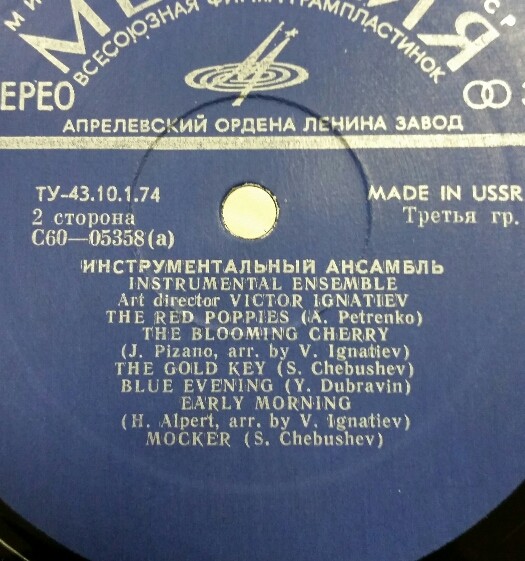 ВСЕСОЮЗНАЯ ФИРМА ГРАМПЛАСТИНОК
АПРЕЛЕВСКИЙ ОРДЕНА ЛЕНИНА ЗАВОД
ТУ-43.10.1.74
MADE IN USSR
2 сторона
Третья гр.
С60—05358(а)
ИНСТРУМЕНТАЛЬНЫЙ АНСАМБЛЬ
INSTRUMENTAL ENSEMBLE
Art director VICTOR IGNATIEV
THE RED POPPIES (A. Petrenko)
THE BLOOMING CHERRY
(J. Pizano, arr. by V. Ignatiev)
THE GOLD KEY (S. Chebushev)
BLUE EVENING (Y. Dubravin)
EARLY MORNING
(H. Alpert, arr. by V. Ignatiev)
MOCKER (S. Chebushev)